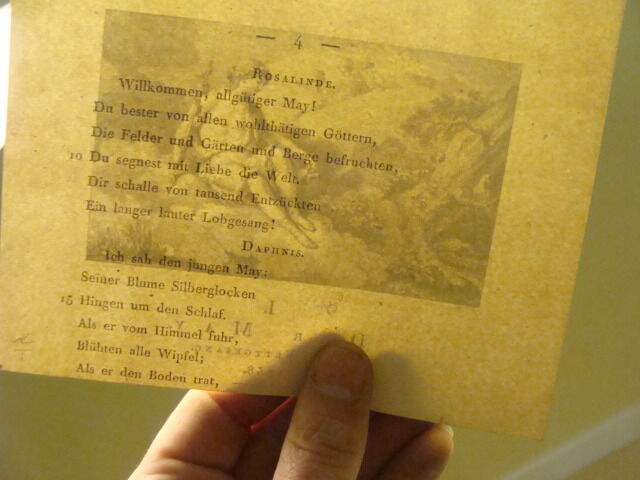 — 4 —
ROSALINDE.
Willkommen, allgütiger May!
Du bester von allen wohlthätigen Göttern,
Die Felder und Gärten und Berge befruchten,
10 Du segnest mit Liebe die Welt.
Dir schalle von tausend Entzückten
Ein langer lauter Lobgesang!
DAPHNIS.
Ich sah den jungen May:
Seiner Blume Silberglocken
15 Hingen um den Schlaf.
Als er vom Himmel fuhr,
Blühten alle Wipfel;
Als er den Boden trat,